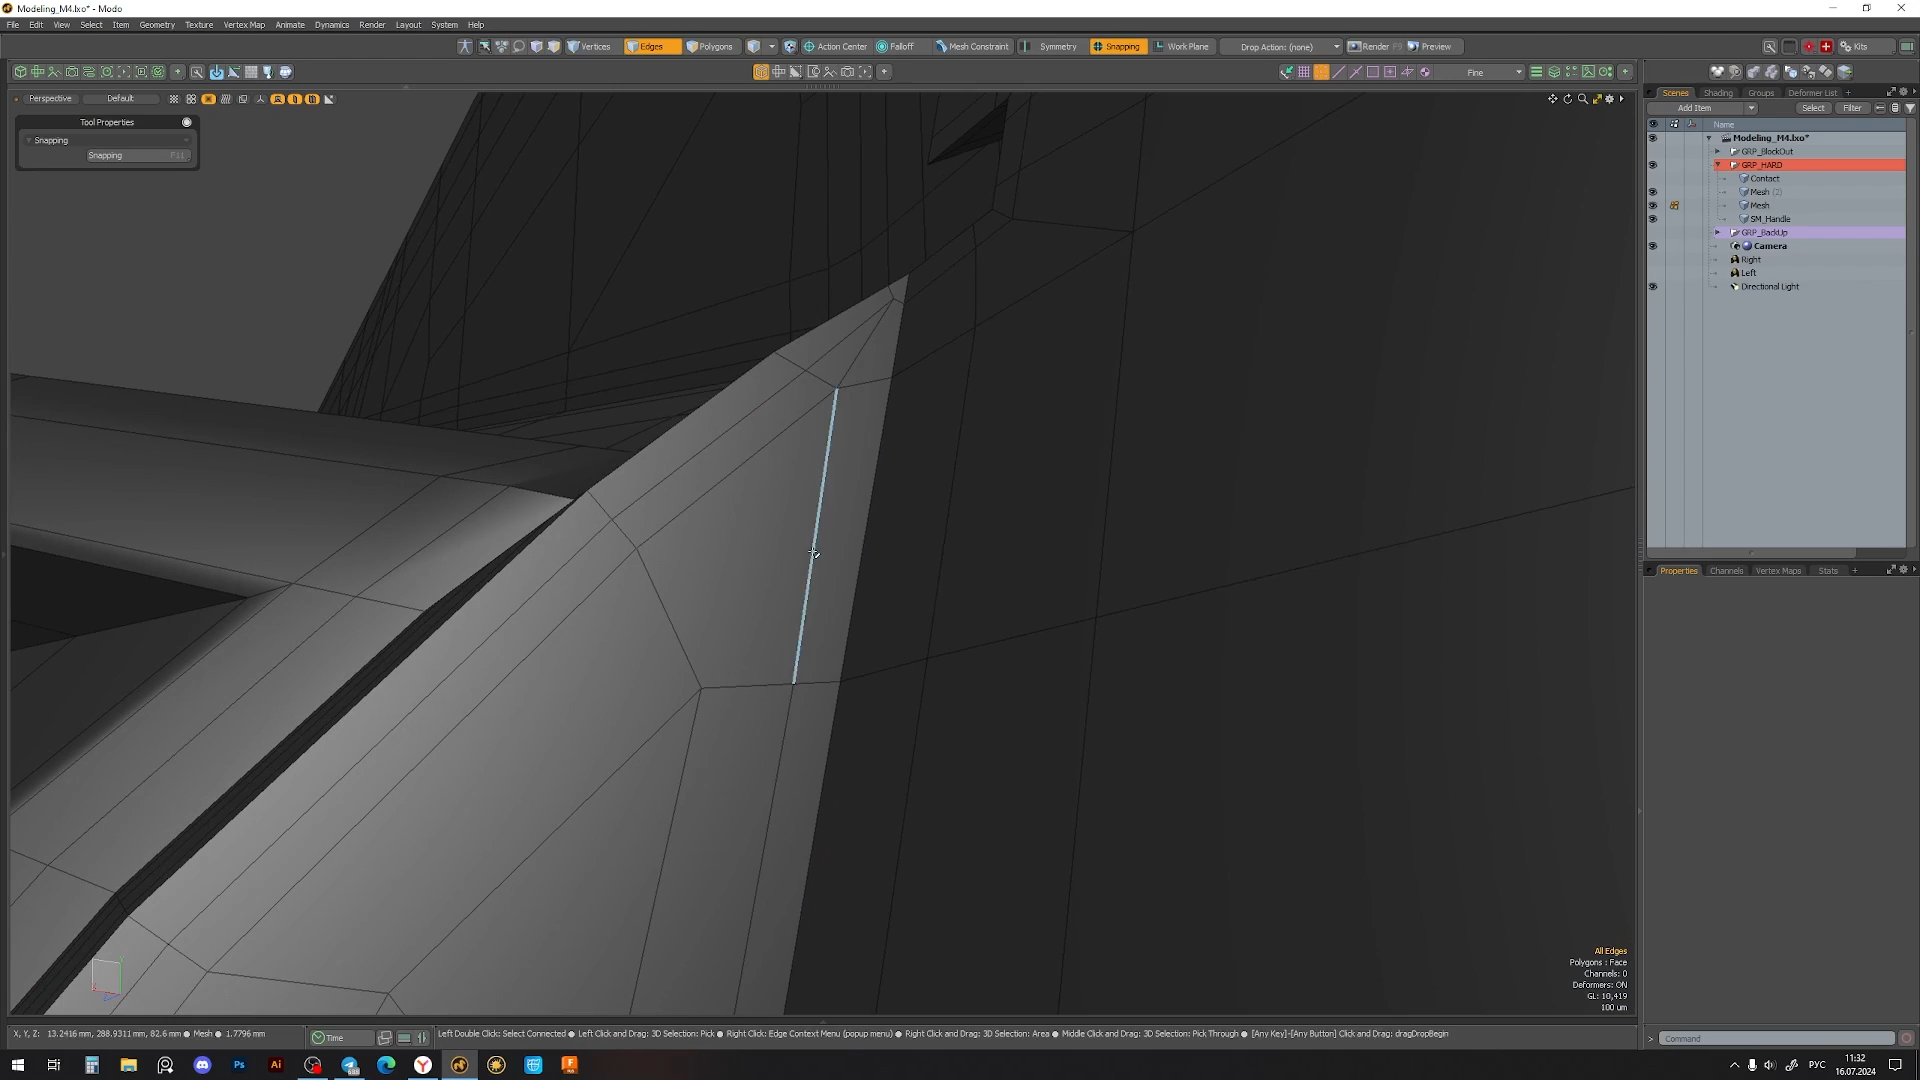 Modeling_M4.lxo* - Modo
File Edit View Select Item Geometry Texture Vertex Map Animate Dynamics Render Layout System Help
Vertices Edges Polygons Action Center Falloff Mesh Constraint Symmetry Snapping Work Plane Drop Action: (none) Render F9 Preview Kits
Fine
Perspective Default
Tool Properties
Snapping
Snapping F11
Scenes Shading Groups Deformer List +
Add Item Select Filter
Name
Modeling_M4.lxo*
GRP_BlockOut
GRP_HARD
Contact
Mesh (2)
Mesh
SM_Handle
GRP_BackUp
Camera
Right
Left
Directional Light
Properties Channels Vertex Maps Stats +
All Edges
Polygons : Face
Channels: 0
Deformers: ON
GL: 10,419
100 um
X, Y, Z: 13.2416 mm, 288.9311 mm, 82.6 mm ● Mesh ● 1.7796 mm
Time
Left Double Click: Select Connected ● Left Click and Drag: 3D Selection: Pick ● Right Click: Edge Context Menu (popup menu) ● Right Click and Drag: 3D Selection: Area ● Middle Click and Drag: 3D Selection: Pick Through ● [Any Key]-[Any Button] Click and Drag: dragDropBegin
Command
Ps Ai
РУС
11:32
16.07.2024